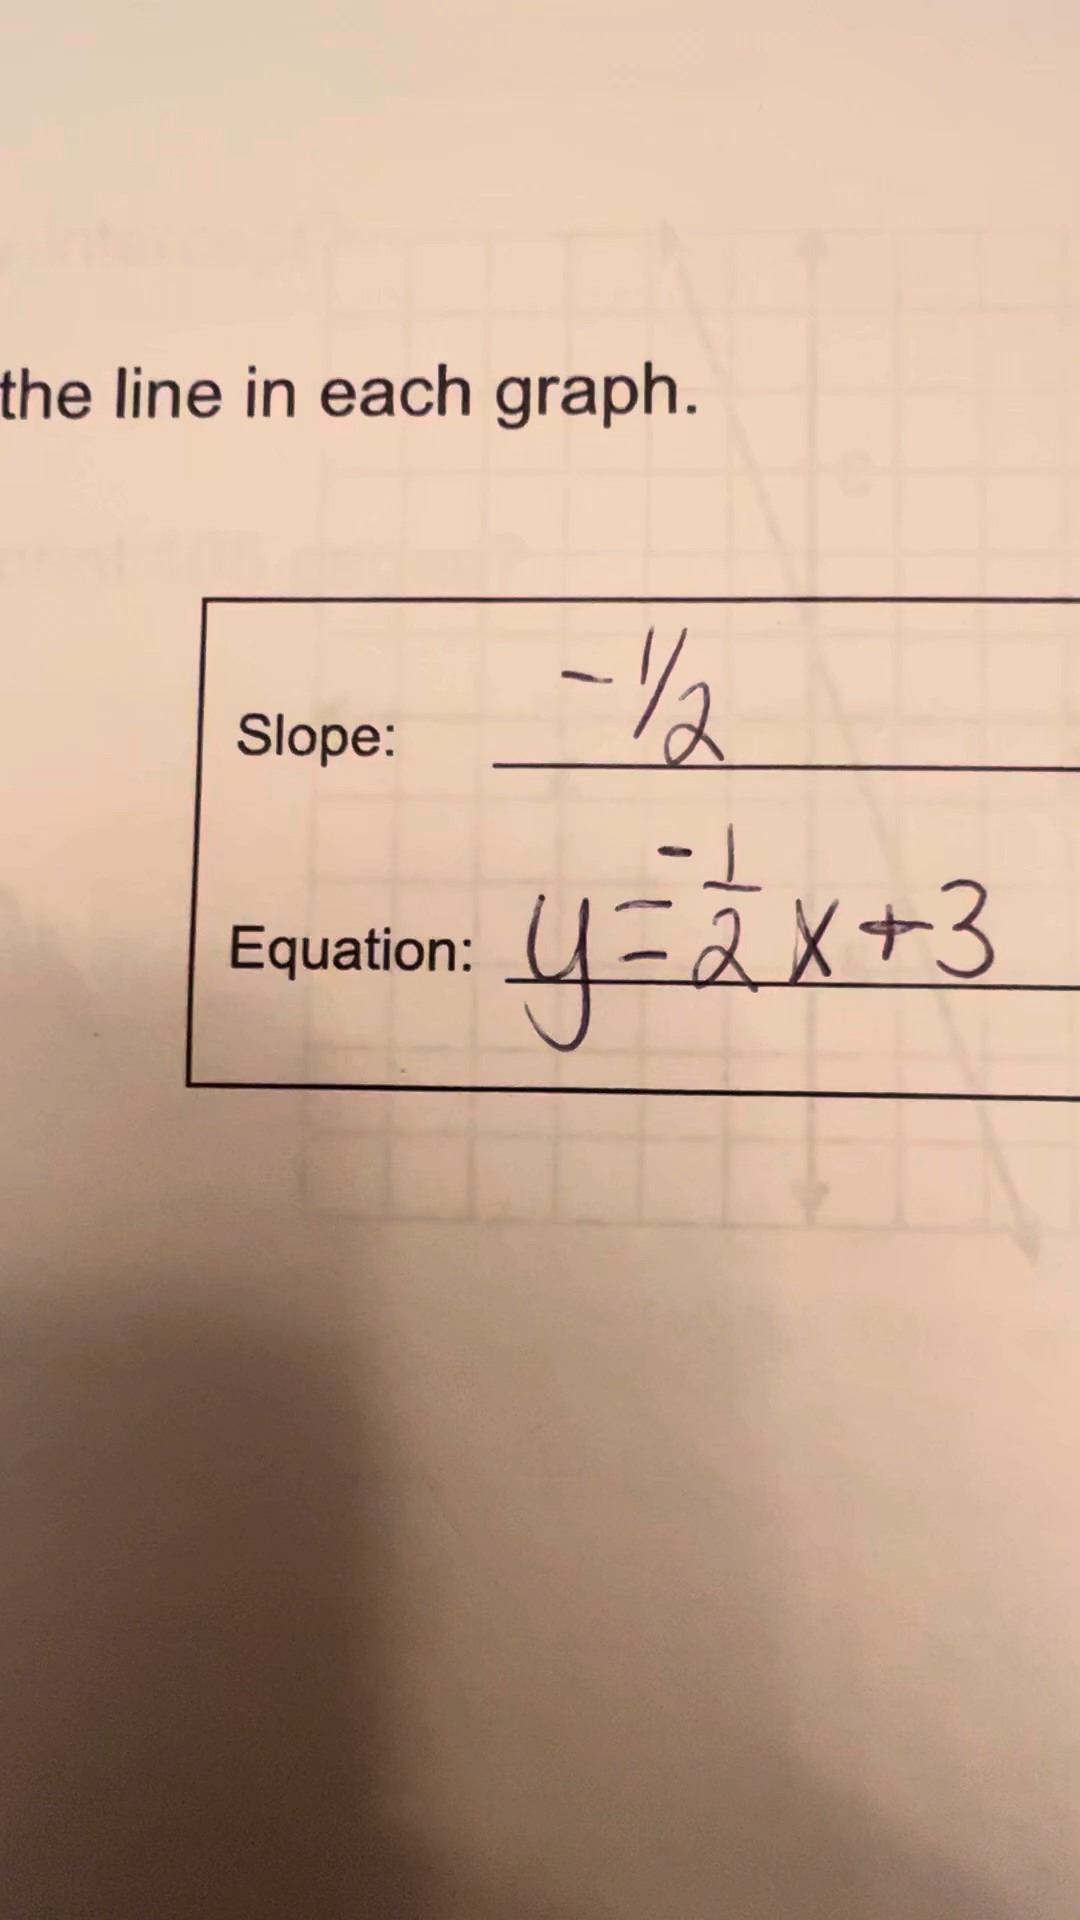 the line in each graph.
Slope: -1/2
Equation: y = -1/2 x + 3